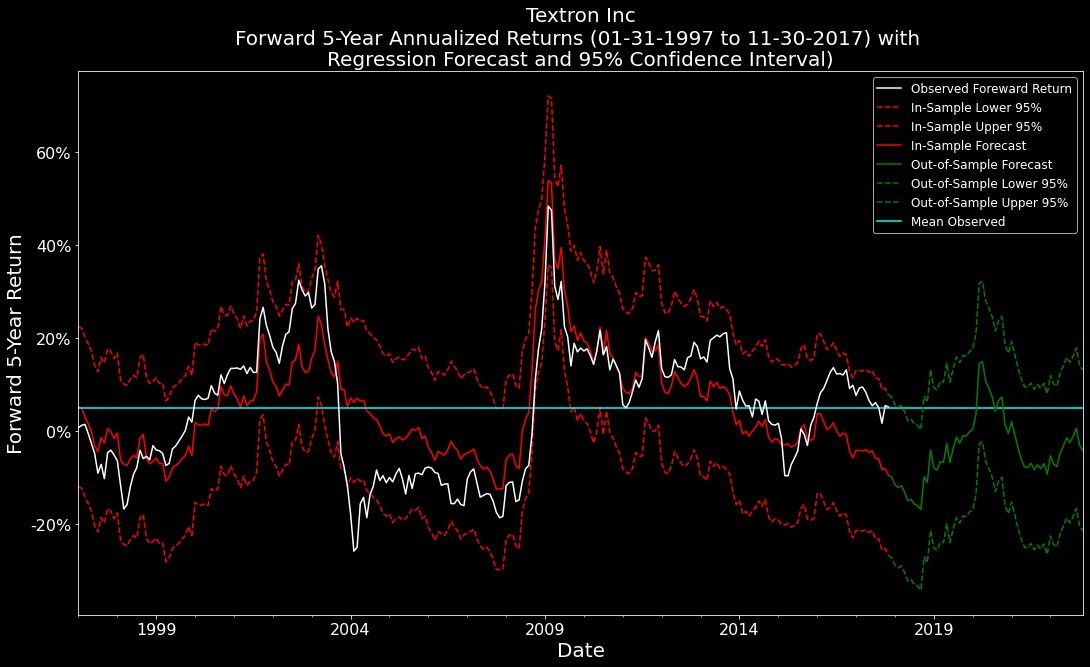 Textron Inc
Forward 5-Year Annualized Returns (01-31-1997 to 11-30-2017) with
Regression Forecast and 95% Confidence Interval)
Observed Foreward Return
In-Sample Lower 95%
In-Sample Upper 95%
In-Sample Forecast
Out-of-Sample Forecast
Out-of-Sample Lower 95%
Out-of-Sample Upper 95%
Mean Observed
Forward 5-Year Return
60%
40%
20%
0%
-20%
1999 2004 2009 2014 2019
Date